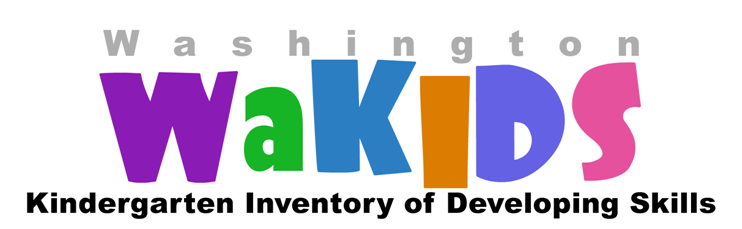 Washington
WaKIDS
Kindergarten Inventory of Developing Skills